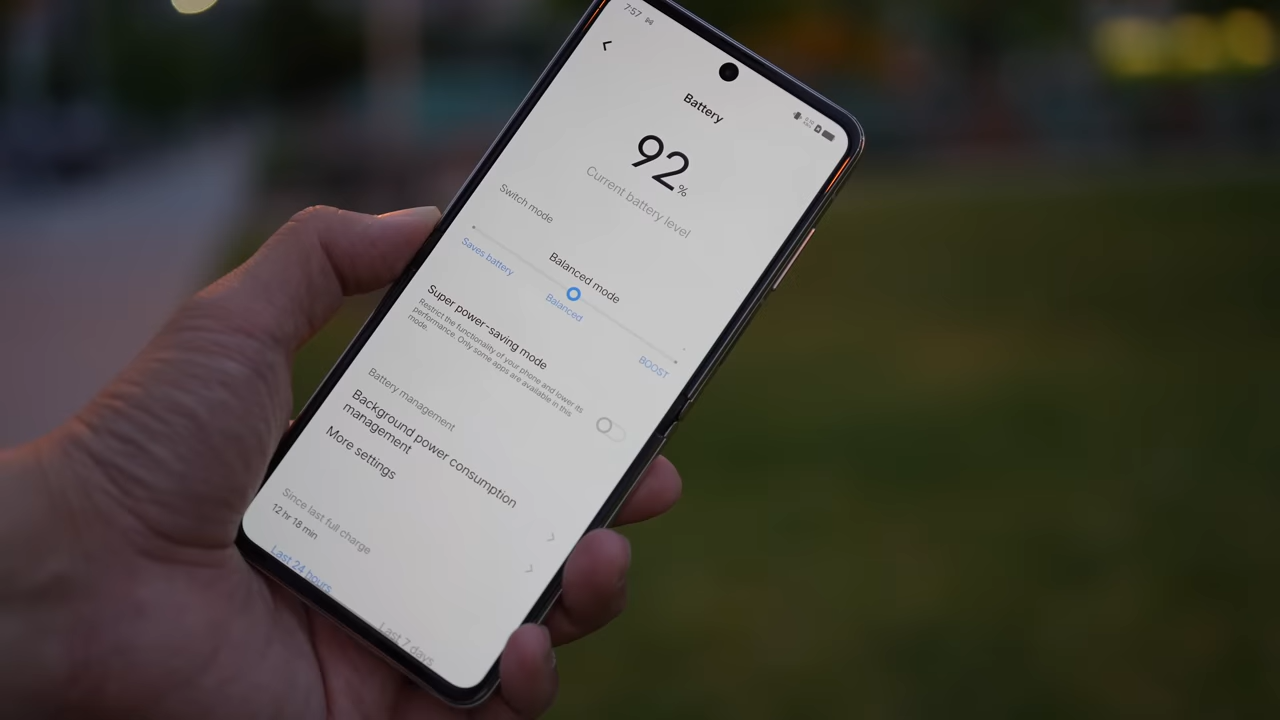 7:57
Battery
92%
Current battery level
Switch mode
Balanced mode
Saves battery
Balanced
BOOST
Super power-saving mode
Restrict the functionality of your phone and lower its
performance. Only some apps are available in this
mode.
Battery management
Background power consumption
management
More settings
Since last full charge
12 hr 18 min
Last 24 hours
Last 7 days